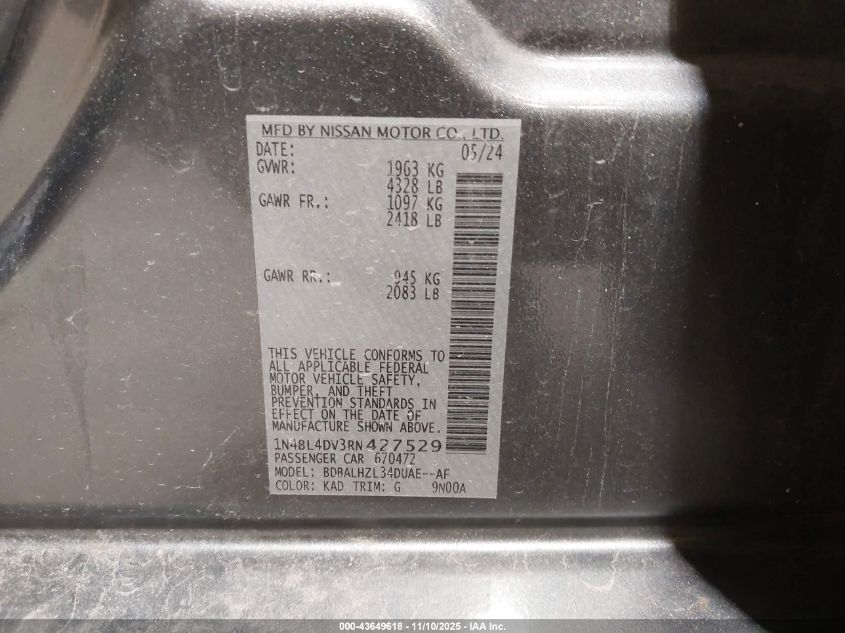 MFD BY NISSAN MOTOR CO., LTD.
DATE: 05/24
GVWR: 1963 KG
4328 LB
GAWR FR.: 1097 KG
2418 LB
GAWR RR.: 945 KG
2083 LB
THIS VEHICLE CONFORMS TO
ALL APPLICABLE FEDERAL
MOTOR VEHICLE SAFETY,
BUMPER, AND THEFT
PREVENTION STANDARDS IN
EFFECT ON THE DATE OF
MANUFACTURE SHOWN ABOVE.
1N4BL4DV3RN427529
PASSENGER CAR 670472
MODEL: BDBALHZL34DUAE--AF
COLOR: KAD TRIM: G 9N00A
000-43649618 - 11/10/2025 - IAA Inc.